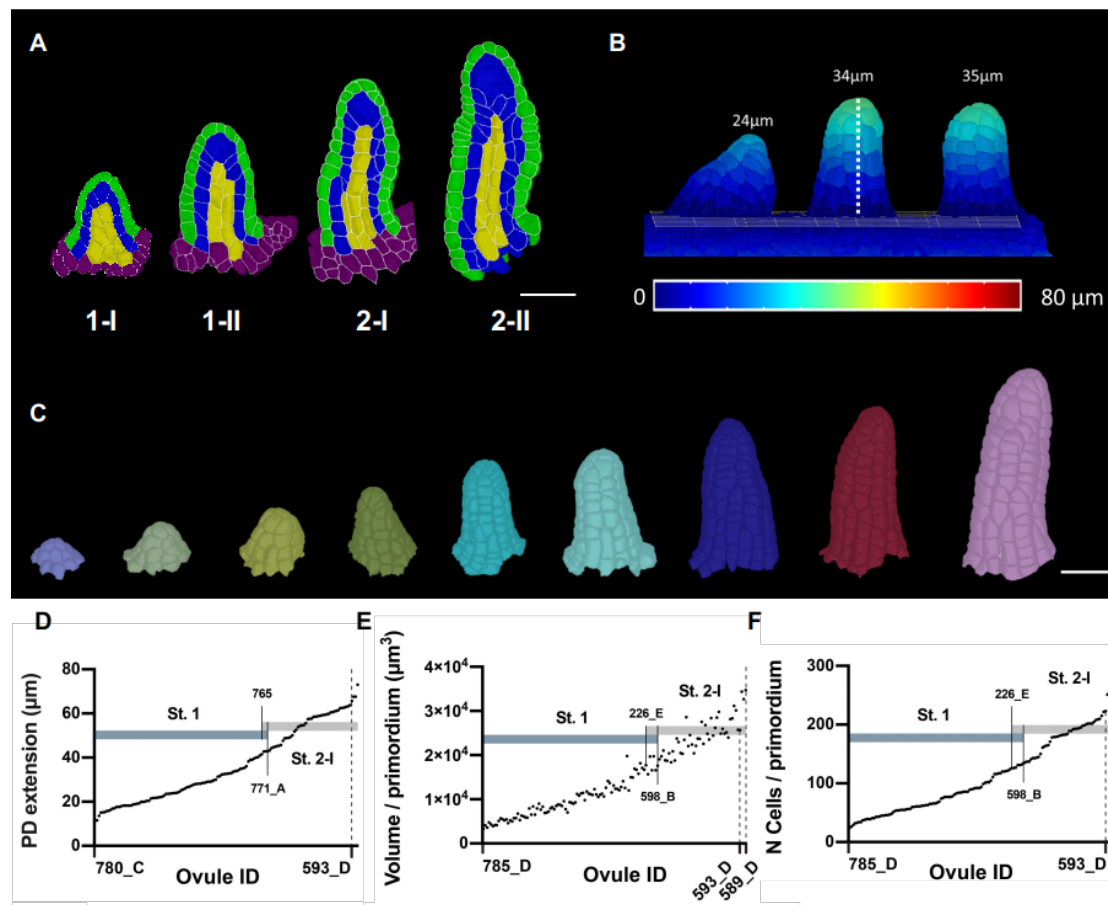 A
B
34μm
35μm
24μm
1-I
1-II
2-I
2-II
0
80 μm
C
D
E
F
PD extension (μm)
80
60
40
20
0
St. 1
765
771_A
St. 2-I
780_C
Ovule ID
593_D
Volume / primordium (μm³)
4×10⁴
3×10⁴
2×10⁴
1×10⁴
0
St. 1
226_E
598_B
St. 2-I
785_D
Ovule ID
593_D
589_D
N Cells / primordium
300
200
100
0
St. 1
226_E
598_B
St. 2-I
785_D
Ovule ID
593_D